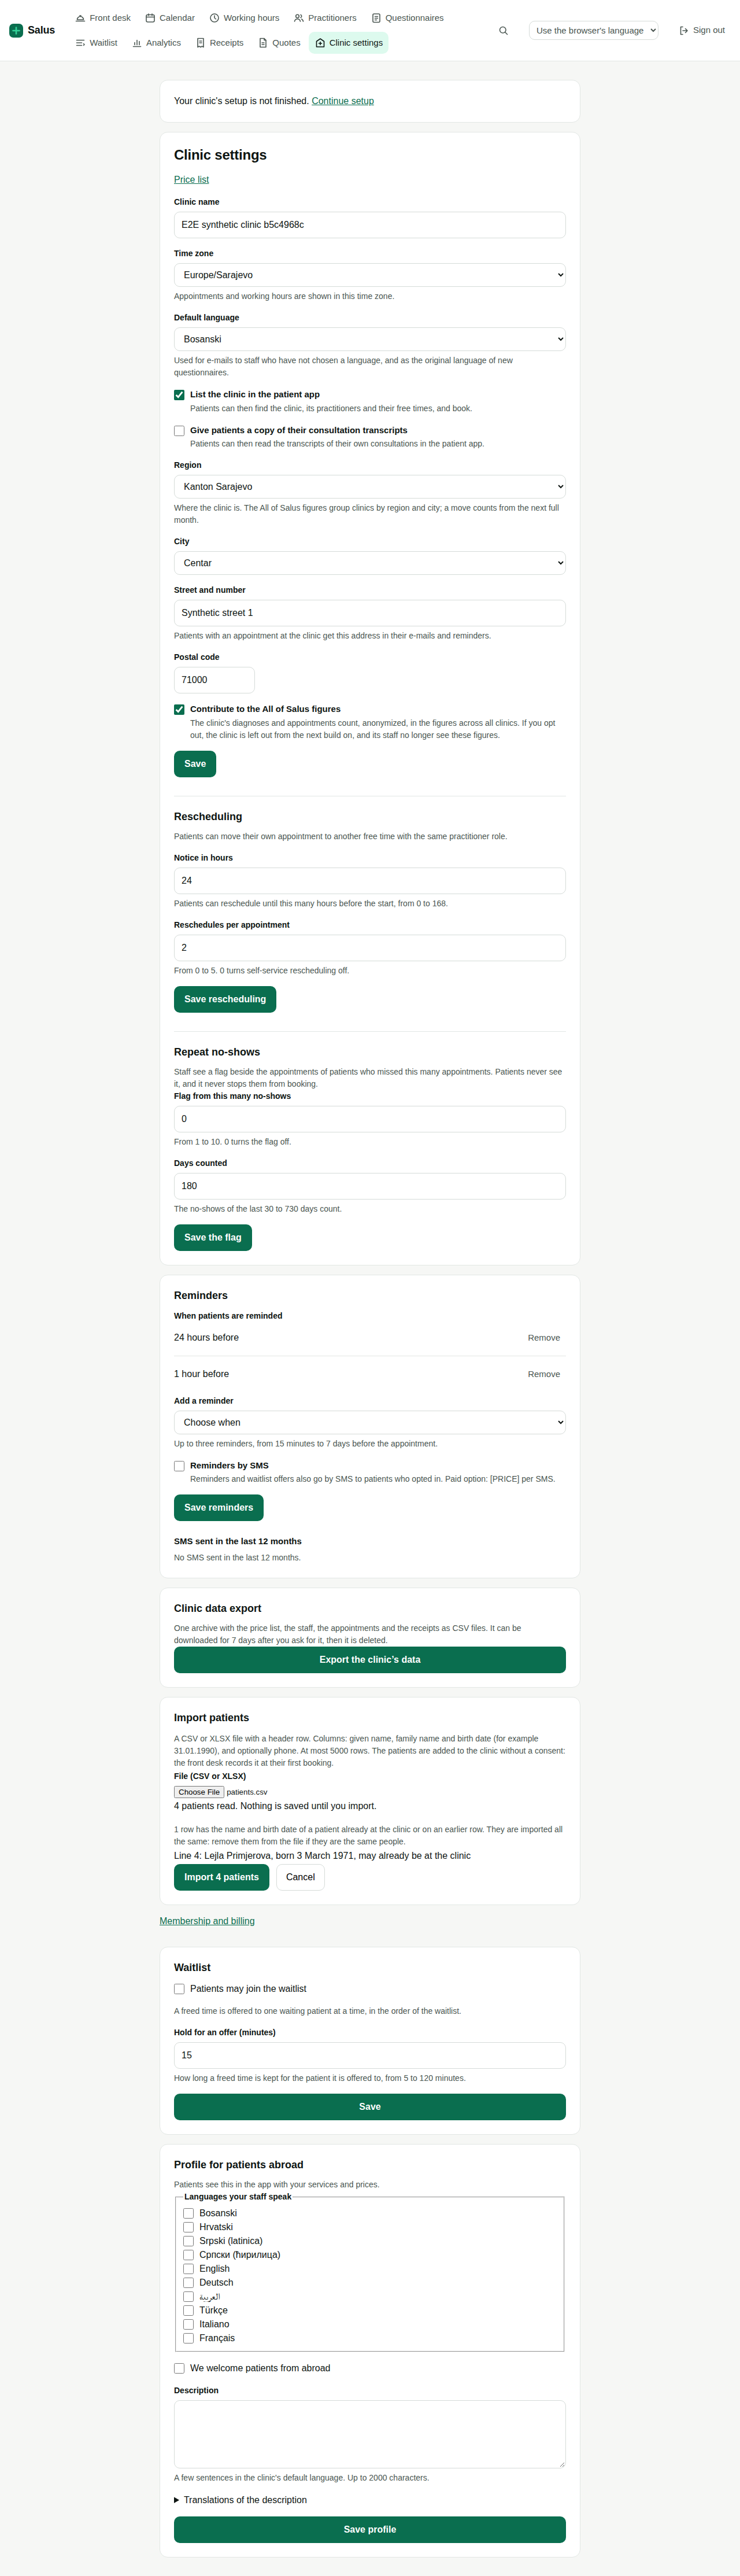 Salus
Front desk
Calendar
Working hours
Practitioners
Questionnaires
Waitlist
Analytics
Receipts
Quotes
Clinic settings
Use the browser's language
Sign out
Your clinic's setup is not finished. Continue setup
Clinic settings
Price list
Clinic name
E2E synthetic clinic b5c4968c
Time zone
Europe/Sarajevo
Appointments and working hours are shown in this time zone.
Default language
Bosanski
Used for e-mails to staff who have not chosen a language, and as the original language of new
questionnaires.
List the clinic in the patient app
Patients can then find the clinic, its practitioners and their free times, and book.
Give patients a copy of their consultation transcripts
Patients can then read the transcripts of their own consultations in the patient app.
Region
Kanton Sarajevo
Where the clinic is. The All of Salus figures group clinics by region and city; a move counts from the next full
month.
City
Centar
Street and number
Synthetic street 1
Patients with an appointment at the clinic get this address in their e-mails and reminders.
Postal code
71000
Contribute to the All of Salus figures
The clinic's diagnoses and appointments count, anonymized, in the figures across all clinics. If you opt
out, the clinic is left out from the next build on, and its staff no longer see these figures.
Save
Rescheduling
Patients can move their own appointment to another free time with the same practitioner role.
Notice in hours
24
Patients can reschedule until this many hours before the start, from 0 to 168.
Reschedules per appointment
2
From 0 to 5. 0 turns self-service rescheduling off.
Save rescheduling
Repeat no-shows
Staff see a flag beside the appointments of patients who missed this many appointments. Patients never see
it, and it never stops them from booking.
Flag from this many no-shows
0
From 1 to 10. 0 turns the flag off.
Days counted
180
The no-shows of the last 30 to 730 days count.
Save the flag
Reminders
When patients are reminded
24 hours before
Remove
1 hour before
Remove
Add a reminder
Choose when
Up to three reminders, from 15 minutes to 7 days before the appointment.
Reminders by SMS
Reminders and waitlist offers also go by SMS to patients who opted in. Paid option: [PRICE] per SMS.
Save reminders
SMS sent in the last 12 months
No SMS sent in the last 12 months.
Clinic data export
One archive with the price list, the staff, the appointments and the receipts as CSV files. It can be
downloaded for 7 days after you ask for it, then it is deleted.
Export the clinic’s data
Import patients
A CSV or XLSX file with a header row. Columns: given name, family name and birth date (for example
31.01.1990), and optionally phone. At most 5000 rows. The patients are added to the clinic without a consent:
the front desk records it at their first booking.
File (CSV or XLSX)
Choose File patients.csv
4 patients read. Nothing is saved until you import.
1 row has the name and birth date of a patient already at the clinic or on an earlier row. They are imported all
the same: remove them from the file if they are the same people.
Line 4: Lejla Primjerova, born 3 March 1971, may already be at the clinic
Import 4 patients
Cancel
Membership and billing
Waitlist
Patients may join the waitlist
A freed time is offered to one waiting patient at a time, in the order of the waitlist.
Hold for an offer (minutes)
15
How long a freed time is kept for the patient it is offered to, from 5 to 120 minutes.
Save
Profile for patients abroad
Patients see this in the app with your services and prices.
Languages your staff speak
Bosanski
Hrvatski
Srpski (latinica)
Српски (ћирилица)
English
Deutsch
العربية
Türkçe
Italiano
Français
We welcome patients from abroad
Description
A few sentences in the clinic's default language. Up to 2000 characters.
Translations of the description
Save profile